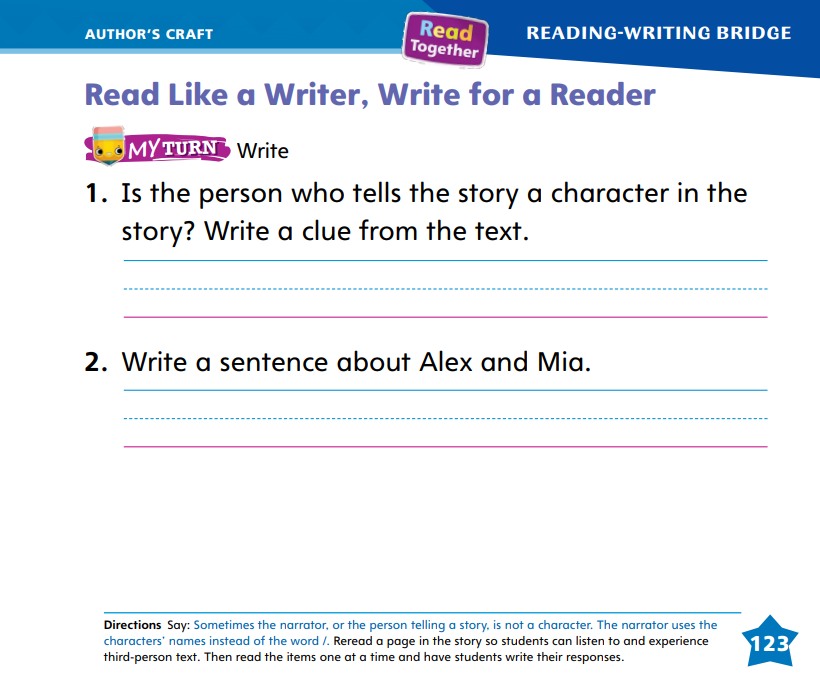 AUTHOR'S CRAFT
Read
Together
READING-WRITING BRIDGE
Read Like a Writer, Write for a Reader
MY TURN Write
1. Is the person who tells the story a character in the
story? Write a clue from the text.
2. Write a sentence about Alex and Mia.
Directions Say: Sometimes the narrator, or the person telling a story, is not a character. The narrator uses the
characters' names instead of the word I. Reread a page in the story so students can listen to and experience
third-person text. Then read the items one at a time and have students write their responses.
123